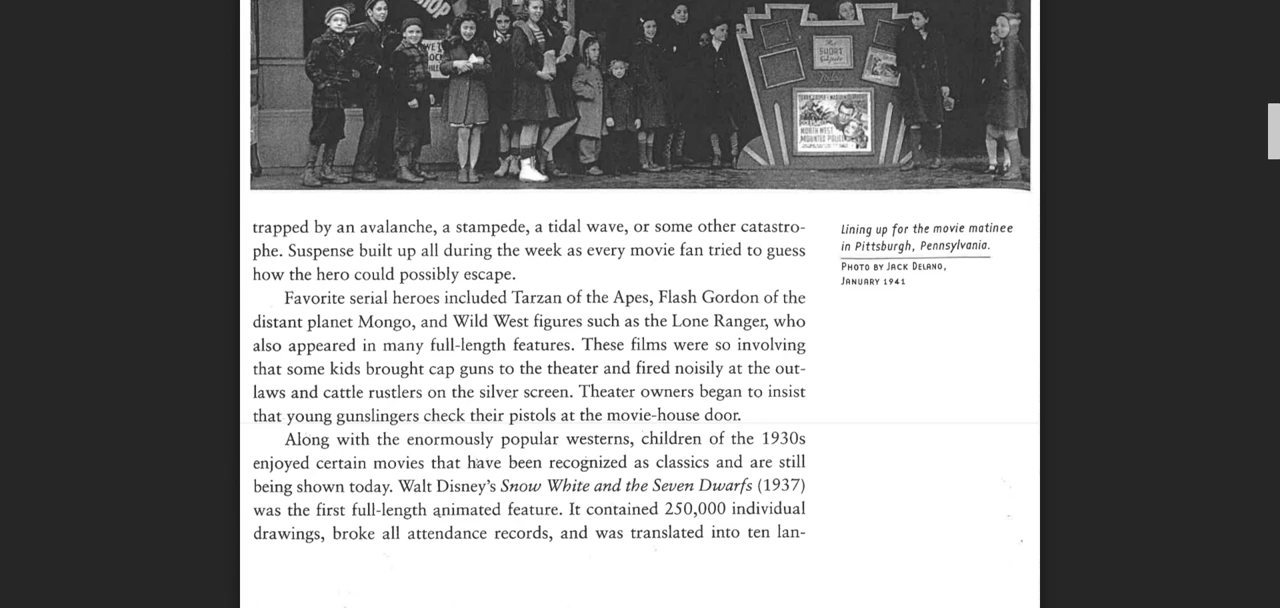 OP
WE
The
SHORT
Subjects
Today
NORTH WEST
MOUNTED POLICE
trapped by an avalanche, a stampede, a tidal wave, or some other catastro-
phe. Suspense built up all during the week as every movie fan tried to guess
how the hero could possibly escape.
Favorite serial heroes included Tarzan of the Apes, Flash Gordon of the
distant planet Mongo, and Wild West figures such as the Lone Ranger, who
also appeared in many full-length features. These films were so involving
that some kids brought cap guns to the theater and fired noisily at the out-
laws and cattle rustlers on the silver screen. Theater owners began to insist
that young gunslingers check their pistols at the movie-house door.
Along with the enormously popular westerns, children of the 1930s
enjoyed certain movies that have been recognized as classics and are still
being shown today. Walt Disney's Snow White and the Seven Dwarfs (1937)
was the first full-length animated feature. It contained 250,000 individual
drawings, broke all attendance records, and was translated into ten lan-
Lining up for the movie matinee
in Pittsburgh, Pennsylvania.
PHOTO BY JACK DELANO,
JANUARY 1941